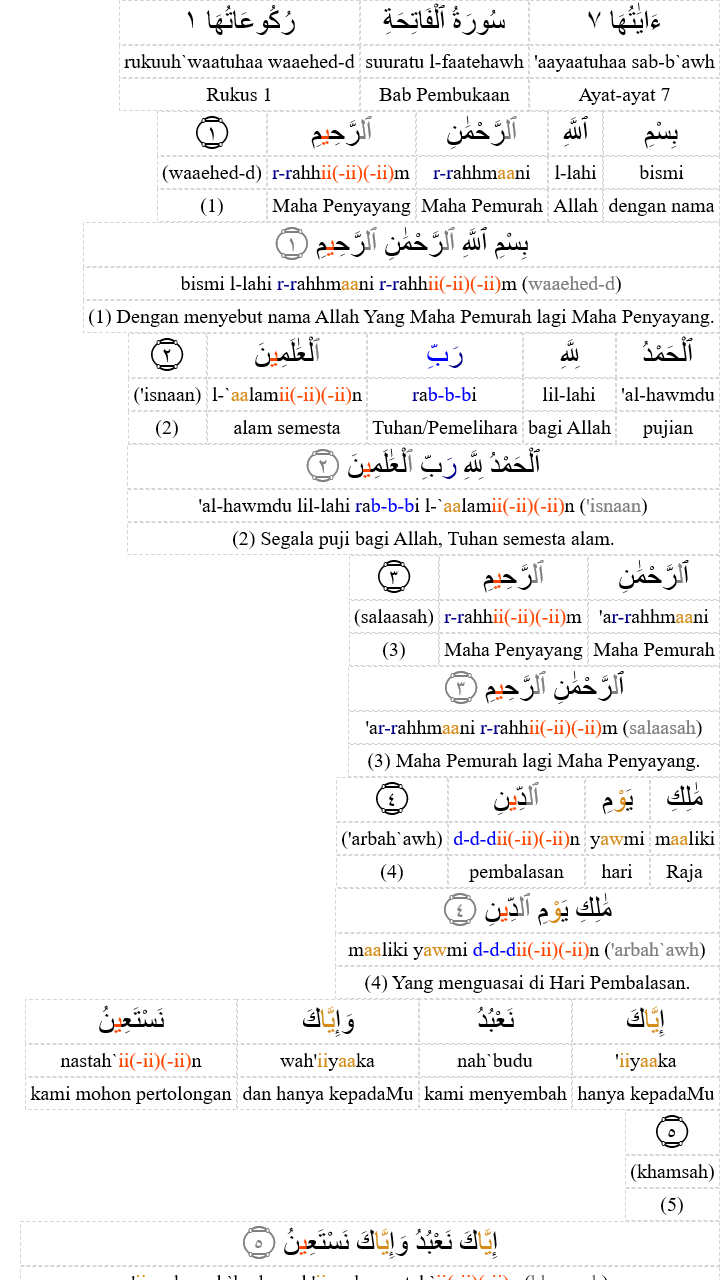 ءَايَٰتُهَا ٧ سُورَةُ ٱلْفَاتِحَةِ رُكُوعَاتُهَا ١
'aayaatuhaa sab-b`awh suuratu l-faatehawh rukuuh`waatuhaa waaehed-d
Ayat-ayat 7 Bab Pembukaan Rukus 1
بِسْمِ ٱللَّهِ ٱلرَّحْمَٰنِ ٱلرَّحِيمِ ١
bismi l-lahi r-rahhmaani r-rahhii(-ii)(-ii)m (waaehed-d)
dengan nama Allah Maha Pemurah Maha Penyayang (1)
بِسْمِ ٱللَّهِ ٱلرَّحْمَٰنِ ٱلرَّحِيمِ ١
bismi l-lahi r-rahhmaani r-rahhii(-ii)(-ii)m (waaehed-d)
(1) Dengan menyebut nama Allah Yang Maha Pemurah lagi Maha Penyayang.
ٱلْحَمْدُ لِلَّهِ رَبِّ ٱلْعَٰلَمِينَ ٢
'al-hawmdu lil-lahi rab-b-bi l-`aalamii(-ii)(-ii)n ('isnaan)
pujian bagi Allah Tuhan/Pemelihara alam semesta (2)
ٱلْحَمْدُ لِلَّهِ رَبِّ ٱلْعَٰلَمِينَ ٢
'al-hawmdu lil-lahi rab-b-bi l-`aalamii(-ii)(-ii)n ('isnaan)
(2) Segala puji bagi Allah, Tuhan semesta alam.
ٱلرَّحْمَٰنِ ٱلرَّحِيمِ ٣
'ar-rahhmaani r-rahhii(-ii)(-ii)m (salaasah)
Maha Pemurah Maha Penyayang (3)
ٱلرَّحْمَٰنِ ٱلرَّحِيمِ ٣
'ar-rahhmaani r-rahhii(-ii)(-ii)m (salaasah)
(3) Maha Pemurah lagi Maha Penyayang.
مَٰلِكِ يَوْمِ ٱلدِّينِ ٤
maaliki yawmi d-d-dii(-ii)(-ii)n ('arbah`awh)
Raja hari pembalasan (4)
مَٰلِكِ يَوْمِ ٱلدِّينِ ٤
maaliki yawmi d-d-dii(-ii)(-ii)n ('arbah`awh)
(4) Yang menguasai di Hari Pembalasan.
إِيَّاكَ نَعْبُدُ وَإِيَّاكَ نَسْتَعِينُ
'iiyaaka nah`budu wah'iiyaaka nastah`ii(-ii)(-ii)n
hanya kepadaMu kami menyembah dan hanya kepadaMu kami mohon pertolongan
٥
(khamsah)
(5)
إِيَّاكَ نَعْبُدُ وَإِيَّاكَ نَسْتَعِينُ ٥